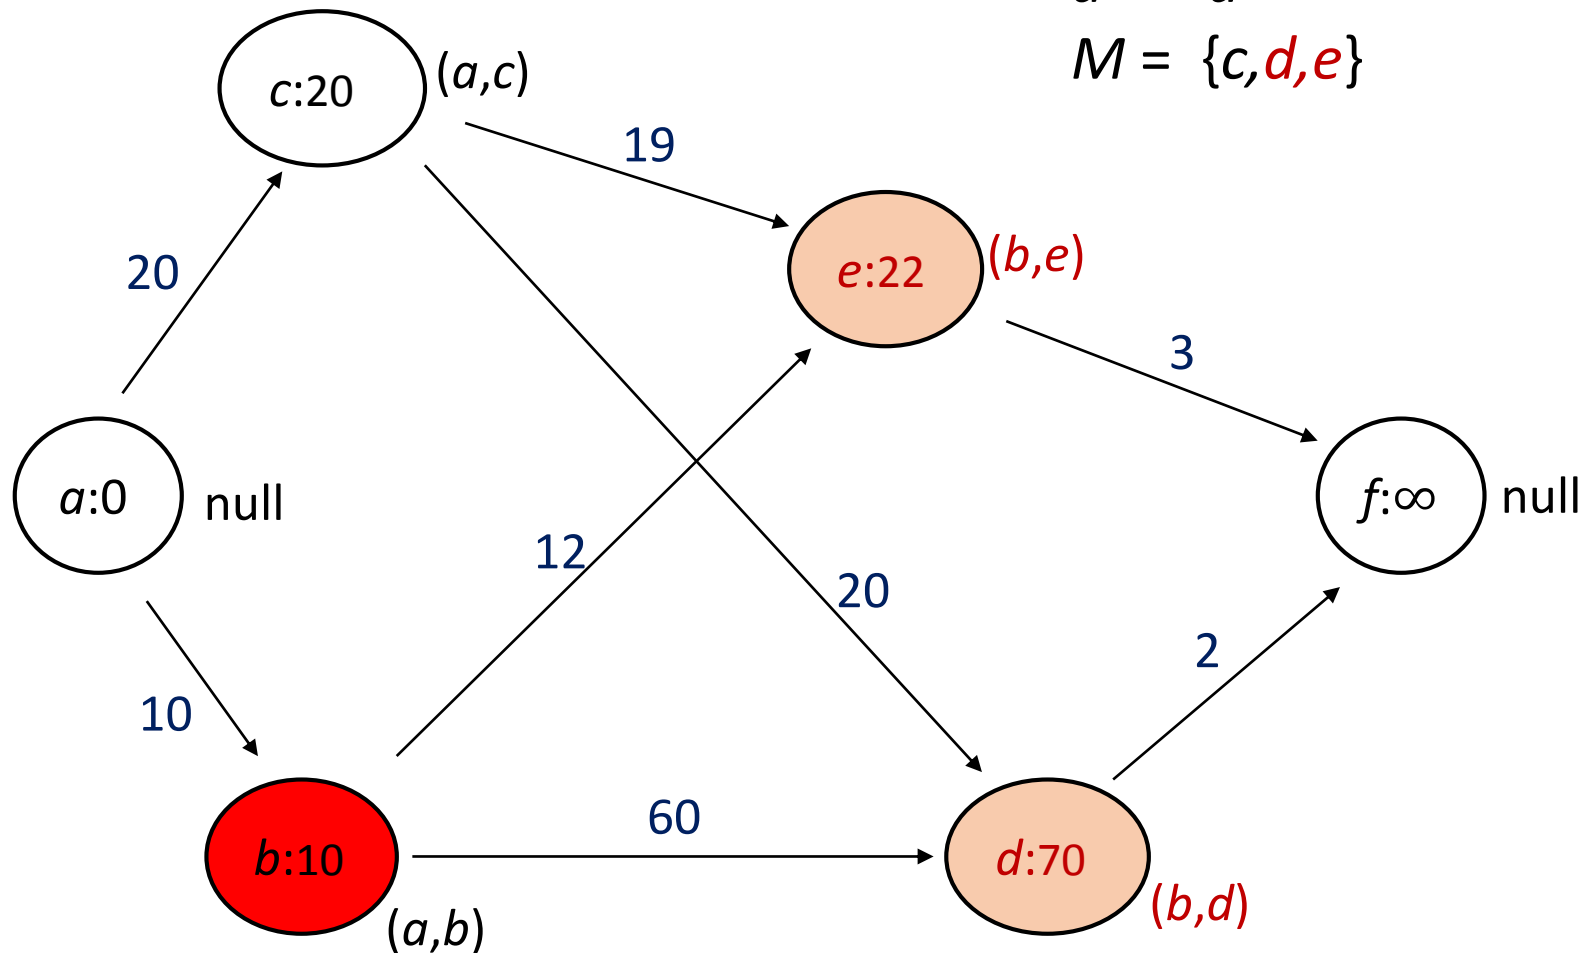 M = {c,d,e}
c:20
(a,c)
19
20
e:22
(b,e)
3
a:0
null
f:∞
null
12
20
2
10
b:10
(a,b)
60
d:70
(b,d)